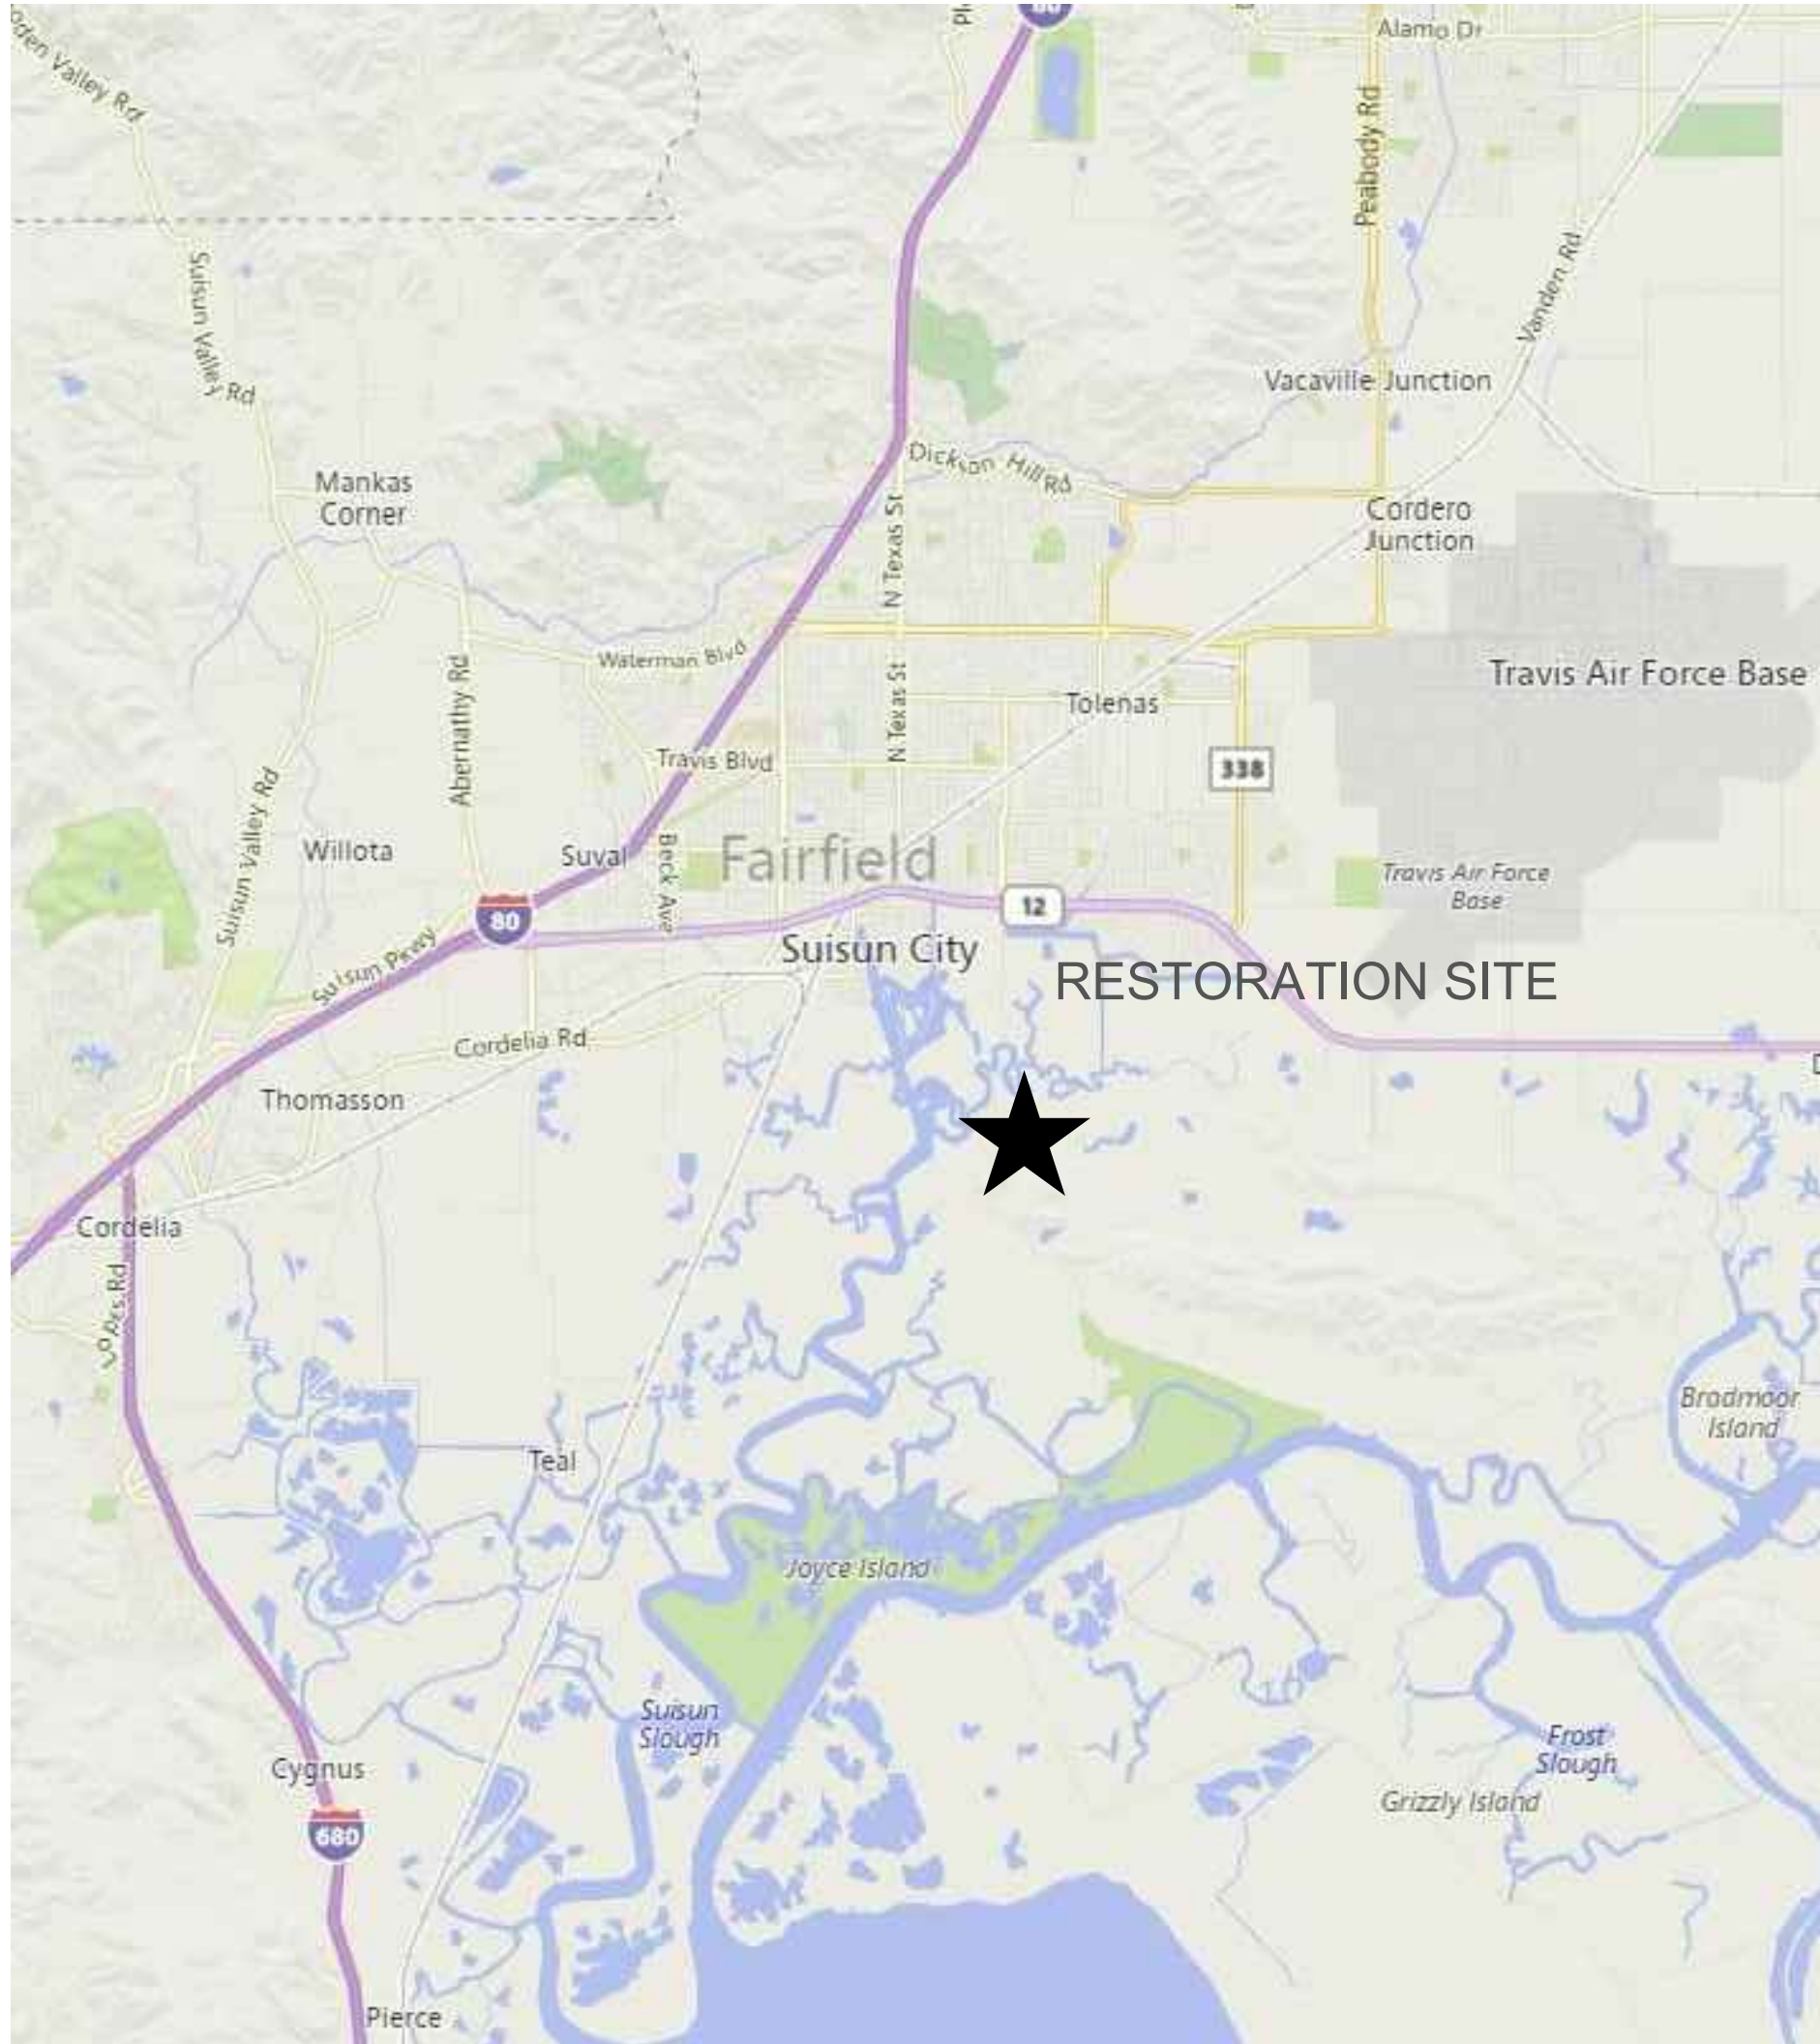 80
Alamo Dr
Peabody Rd
Suisun Valley Rd
Vanden Rd
Vacaville Junction
Dickson Hill Rd
Mankas
Corner
N Texas St
Cordero
Junction
Waterman Blvd
Abernathy Rd
N Texas St
Travis Air Force Base
Tolenas
Travis Blvd
338
Suisun Valley Rd
Willota
Suval
Beck Ave
Fairfield
Travis Air Force
Base
80
12
Suisun Pkwy
Suisun City
RESTORATION SITE
Cordelia Rd
Thomasson
Cordelia
Lopes Rd
Bradmoor
Island
Teal
Joyce Island
Suisun
Slough
Frost
Slough
Cygnus
Grizzly Island
680
Pierce